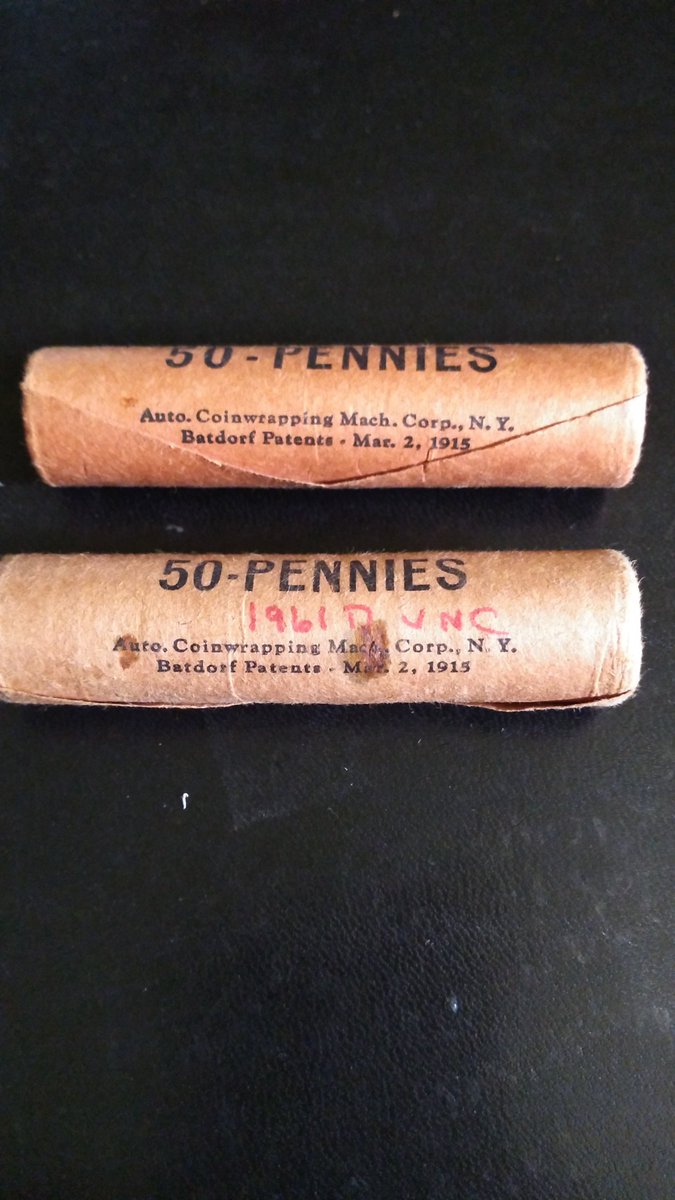 50-PENNIES
Auto. Coinwrapping Mach. Corp., N. Y.
Batdorf Patents - Mar. 2, 1915
50-PENNIES
1961 D UNC
Auto. Coinwrapping Mach. Corp., N. Y.
Batdorf Patents - Mar. 2, 1915